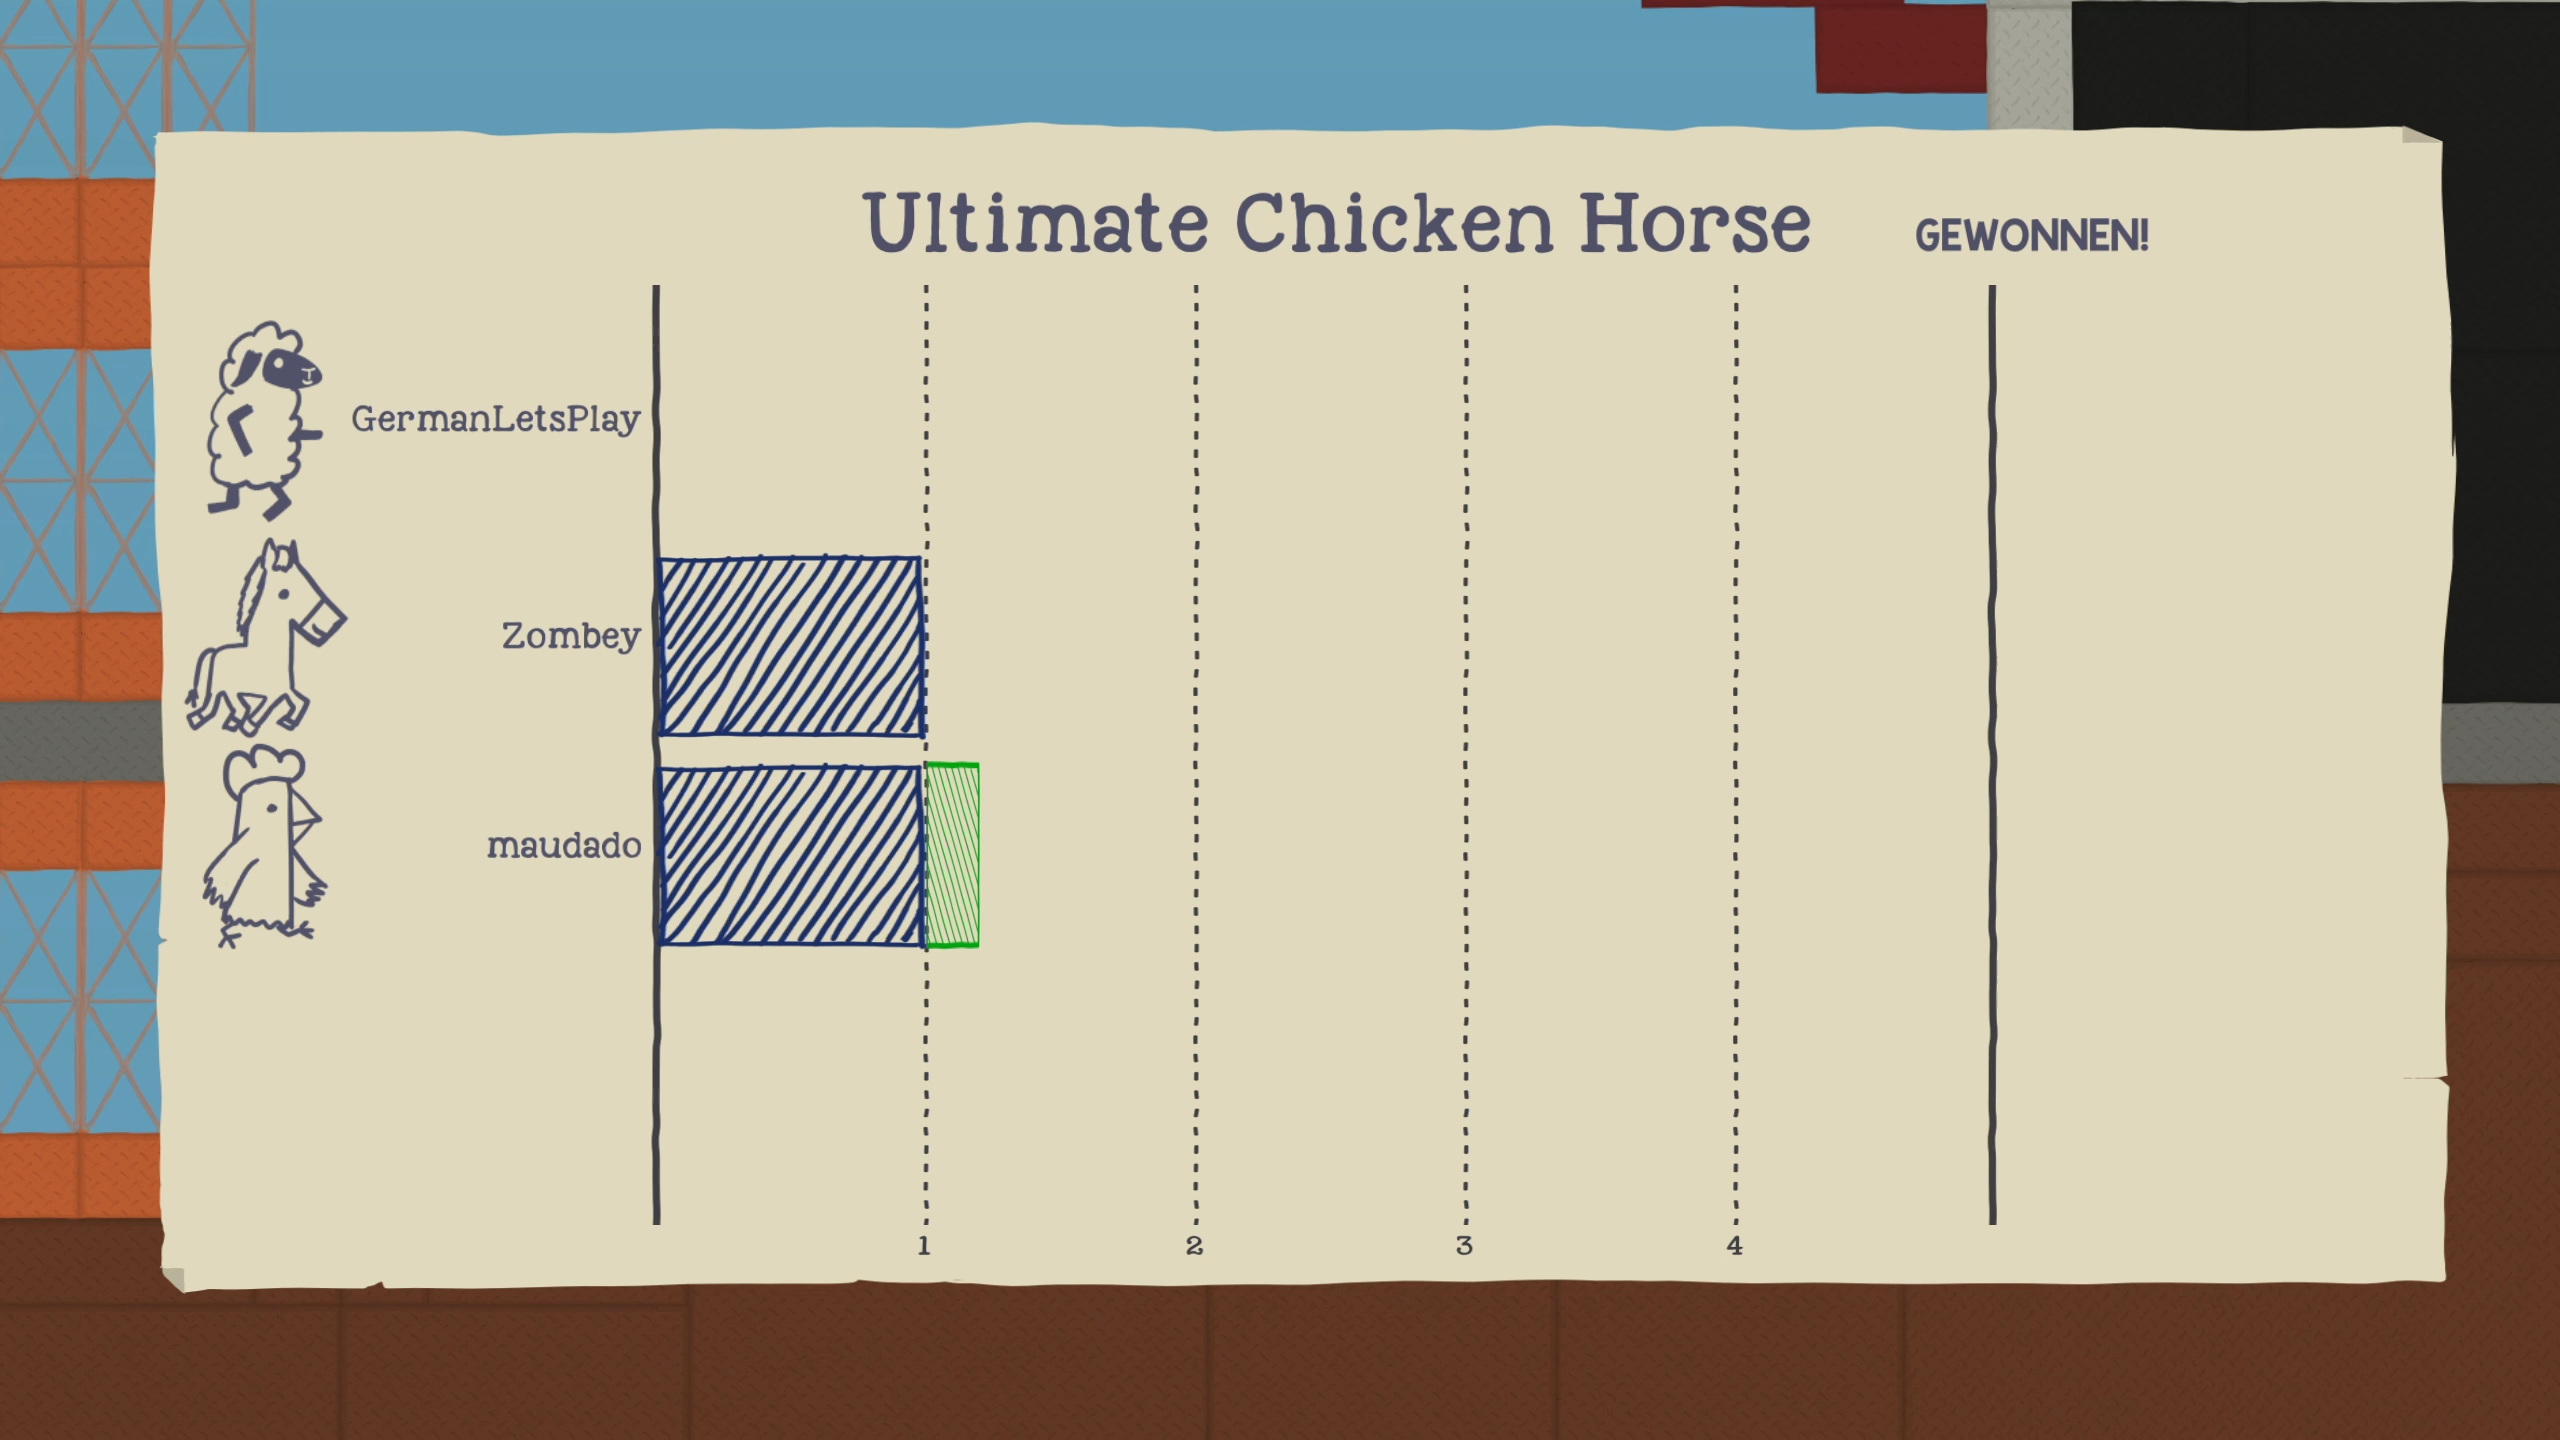 Ultimate Chicken Horse
GEWONNEN!
GermanLetsPlay
Zombey
maudado
1 2 3 4